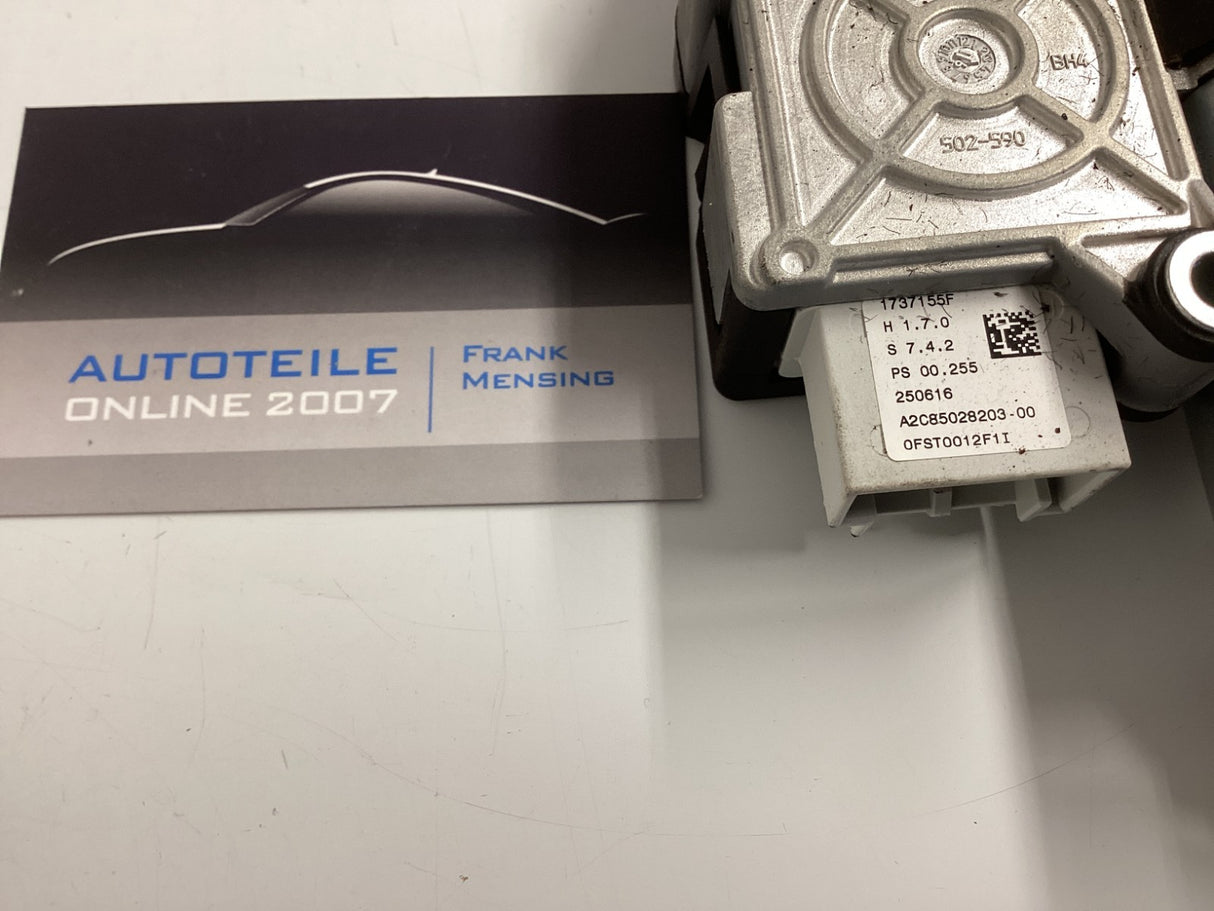 AUTOTEILE
ONLINE 2007
FRANK
MENSING
BH4
502-590
1737155F
H 1.7.0
S 7.4.2
PS 00.255
250616
A2C85028203-00
0FST0012F1I